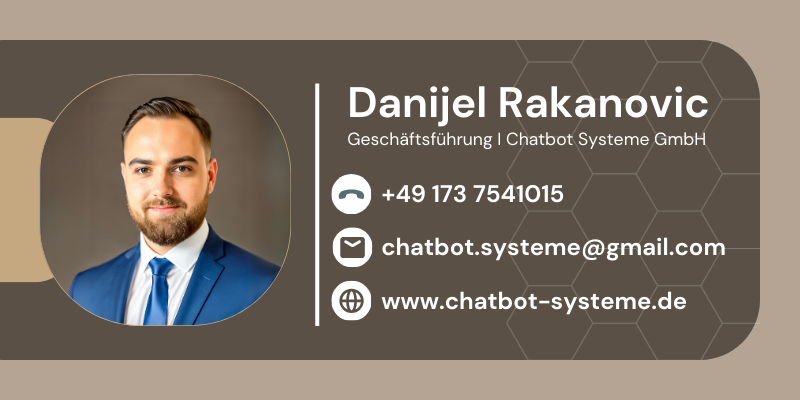 Danijel Rakanovic
Geschäftsführung I Chatbot Systeme GmbH
+49 173 7541015
chatbot.systeme@gmail.com
www.chatbot-systeme.de